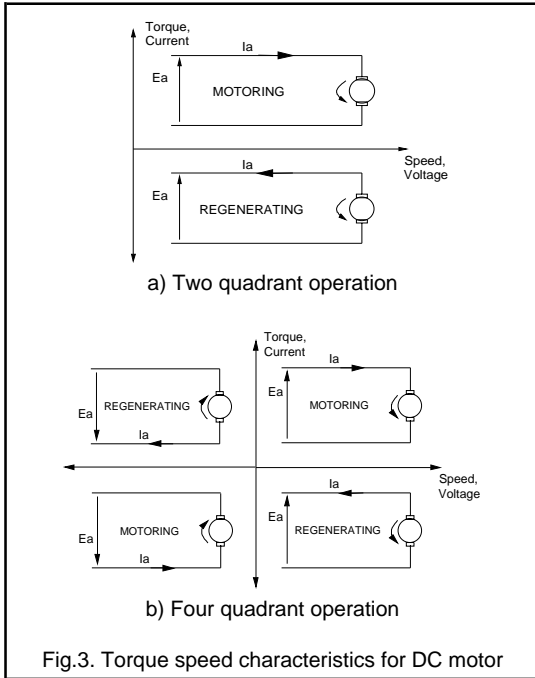 Torque,
Current
Ia
Ea
MOTORING
Speed,
Voltage
Ia
Ea
REGENERATING
a) Two quadrant operation
Torque,
Current
Ia
Ea
REGENERATING
Ia
Ea
MOTORING
Speed,
Voltage
Ea
MOTORING
Ia
Ia
Ea
REGENERATING
b) Four quadrant operation
Fig.3. Torque speed characteristics for DC motor